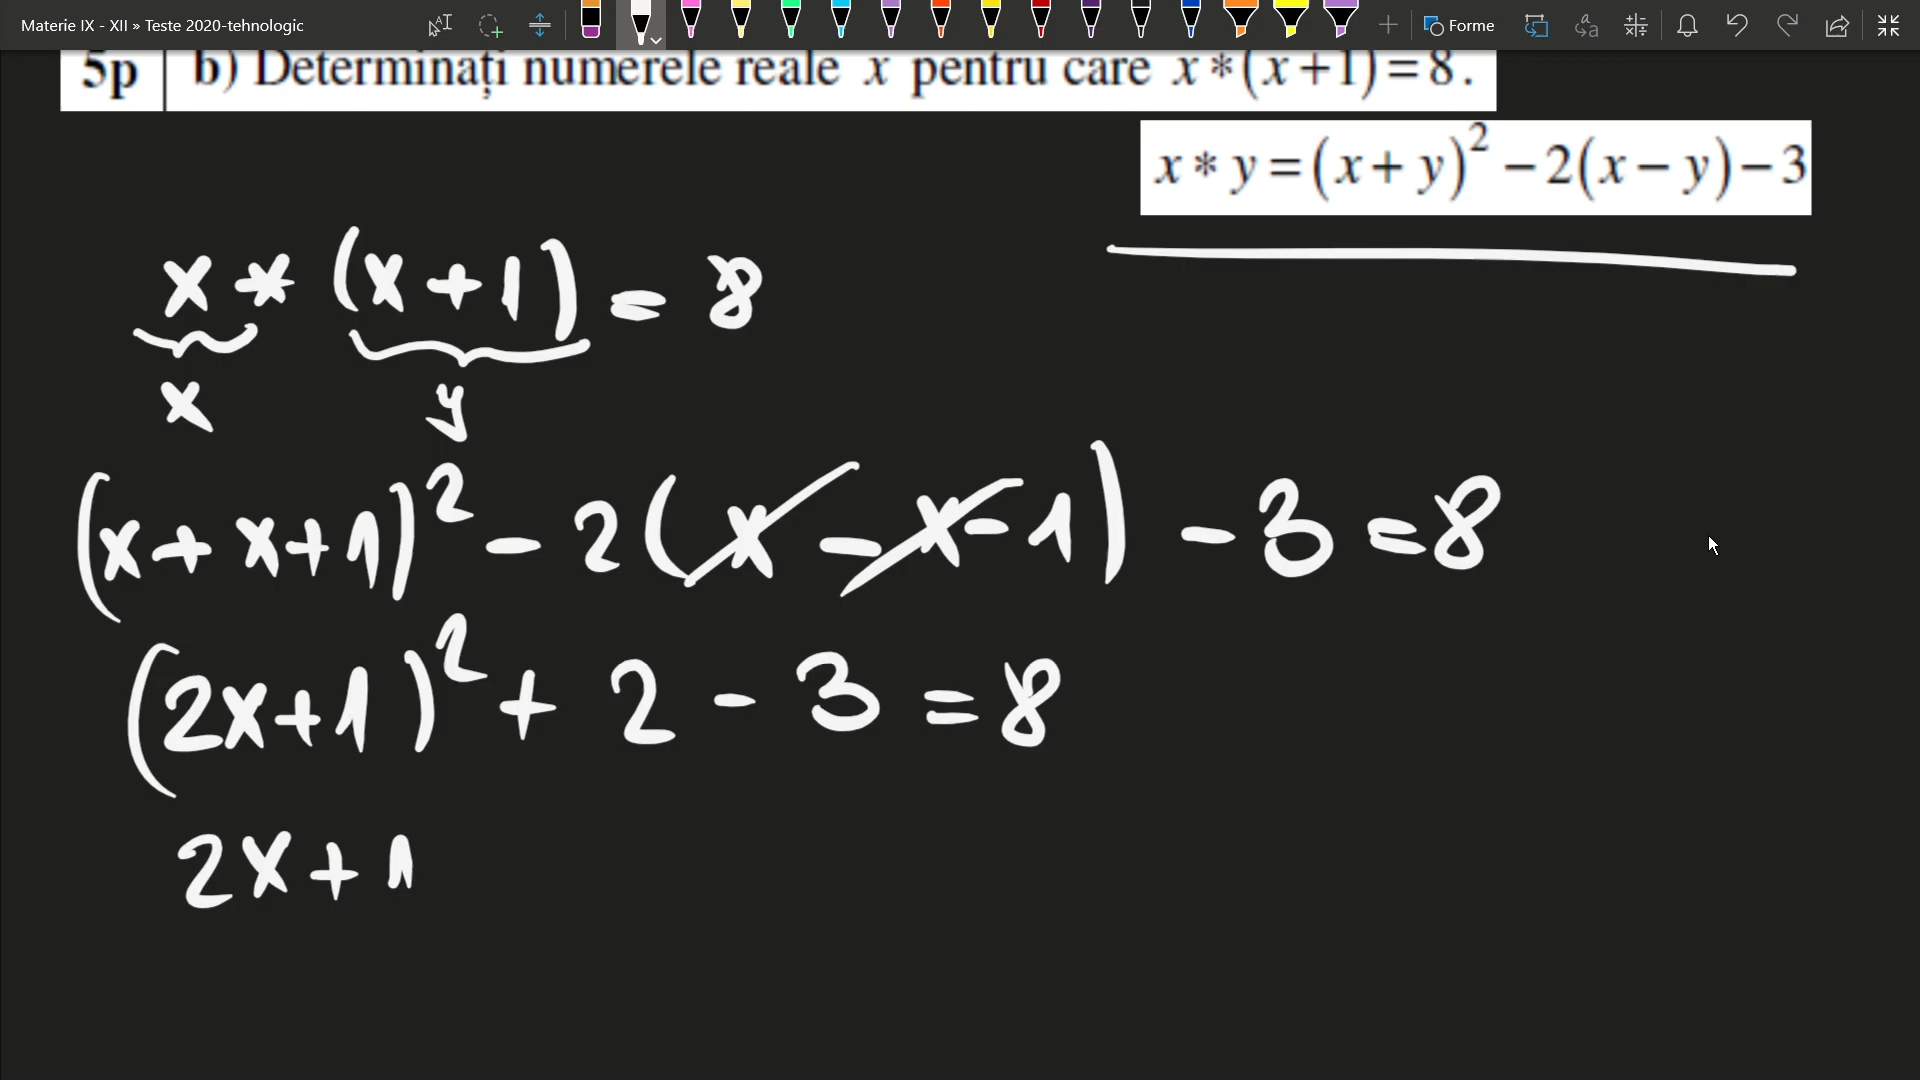 Materie IX - XII » Teste 2020-tehnologic
Forme
5p b) Determinați numerele reale x pentru care x*(x+1)=8.
x * y = (x + y)² − 2(x − y) − 3
x * (x + 1) = 8
x y
(x + x + 1)² - 2(x - x - 1) - 3 = 8
(2x + 1)² + 2 - 3 = 8
2x + 1